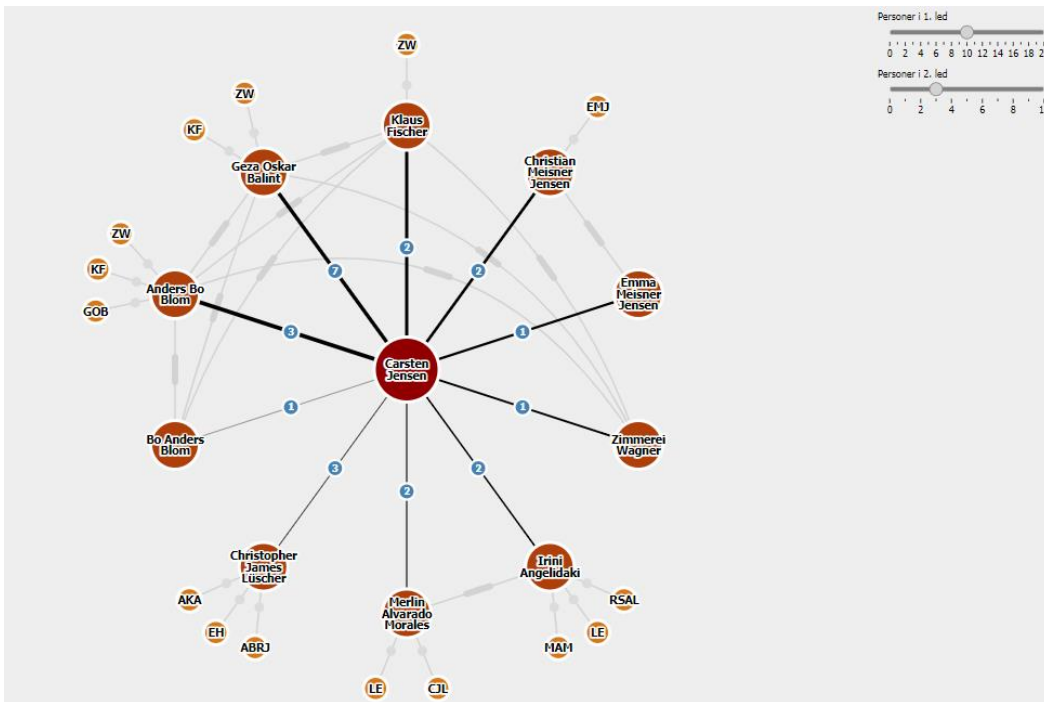 Personer i 1. led
0 2 4 6 8 10 12 14 16 18 2
Personer i 2. led
0 2 4 6 8 1
ZW
ZW
KF
Klaus
Fischer
EMJ
Geza Oskar
Balint
Christian
Meisner
Jensen
ZW
KF
GOB
Anders Bo
Blom
2
7
2
Emma
Meisner
Jensen
3
1
Carsten
Jensen
1
1
Bo Anders
Blom
Zimmerei
Wagner
3
2
2
Christopher
James
Lüscher
Irini
Angelidaki
AKA
EH
ABRJ
Merlin
Alvarado
Morales
RSAL
LE
MAM
LE
CJL